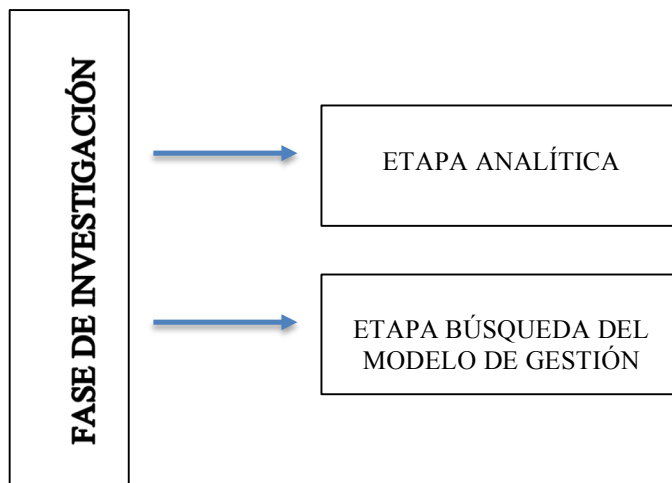 FASE DE INVESTIGACIÓN
ETAPA ANALÍTICA
ETAPA BÚSQUEDA DEL
MODELO DE GESTIÓN